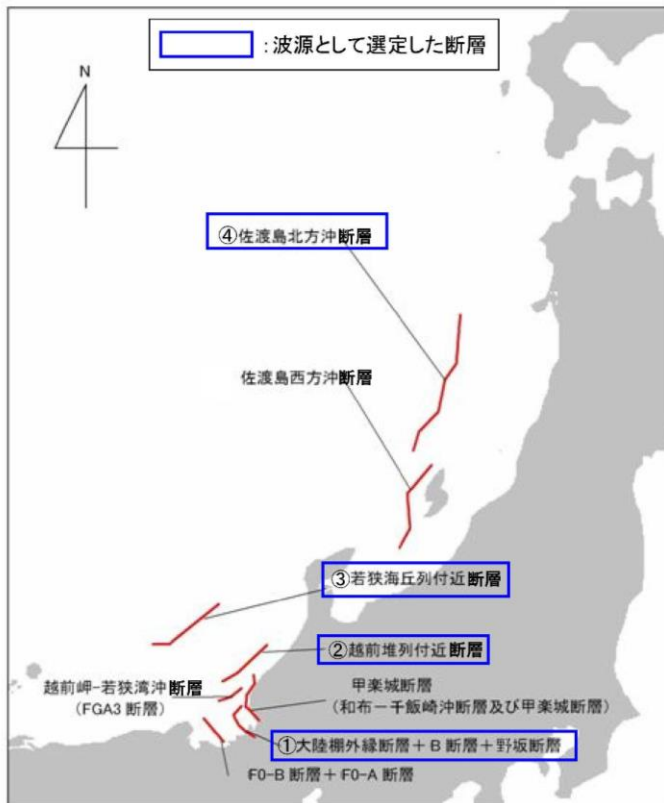 ：波源として選定した断層
N
④佐渡島北方沖断層
佐渡島西方沖断層
③若狭海丘列付近断層
②越前堆列付近断層
越前岬−若狭湾沖断層
（FGA3 断層）
甲楽城断層
（和布−干飯崎沖断層及び甲楽城断層）
①大陸棚外縁断層＋B 断層＋野坂断層
FO-B 断層＋FO-A 断層